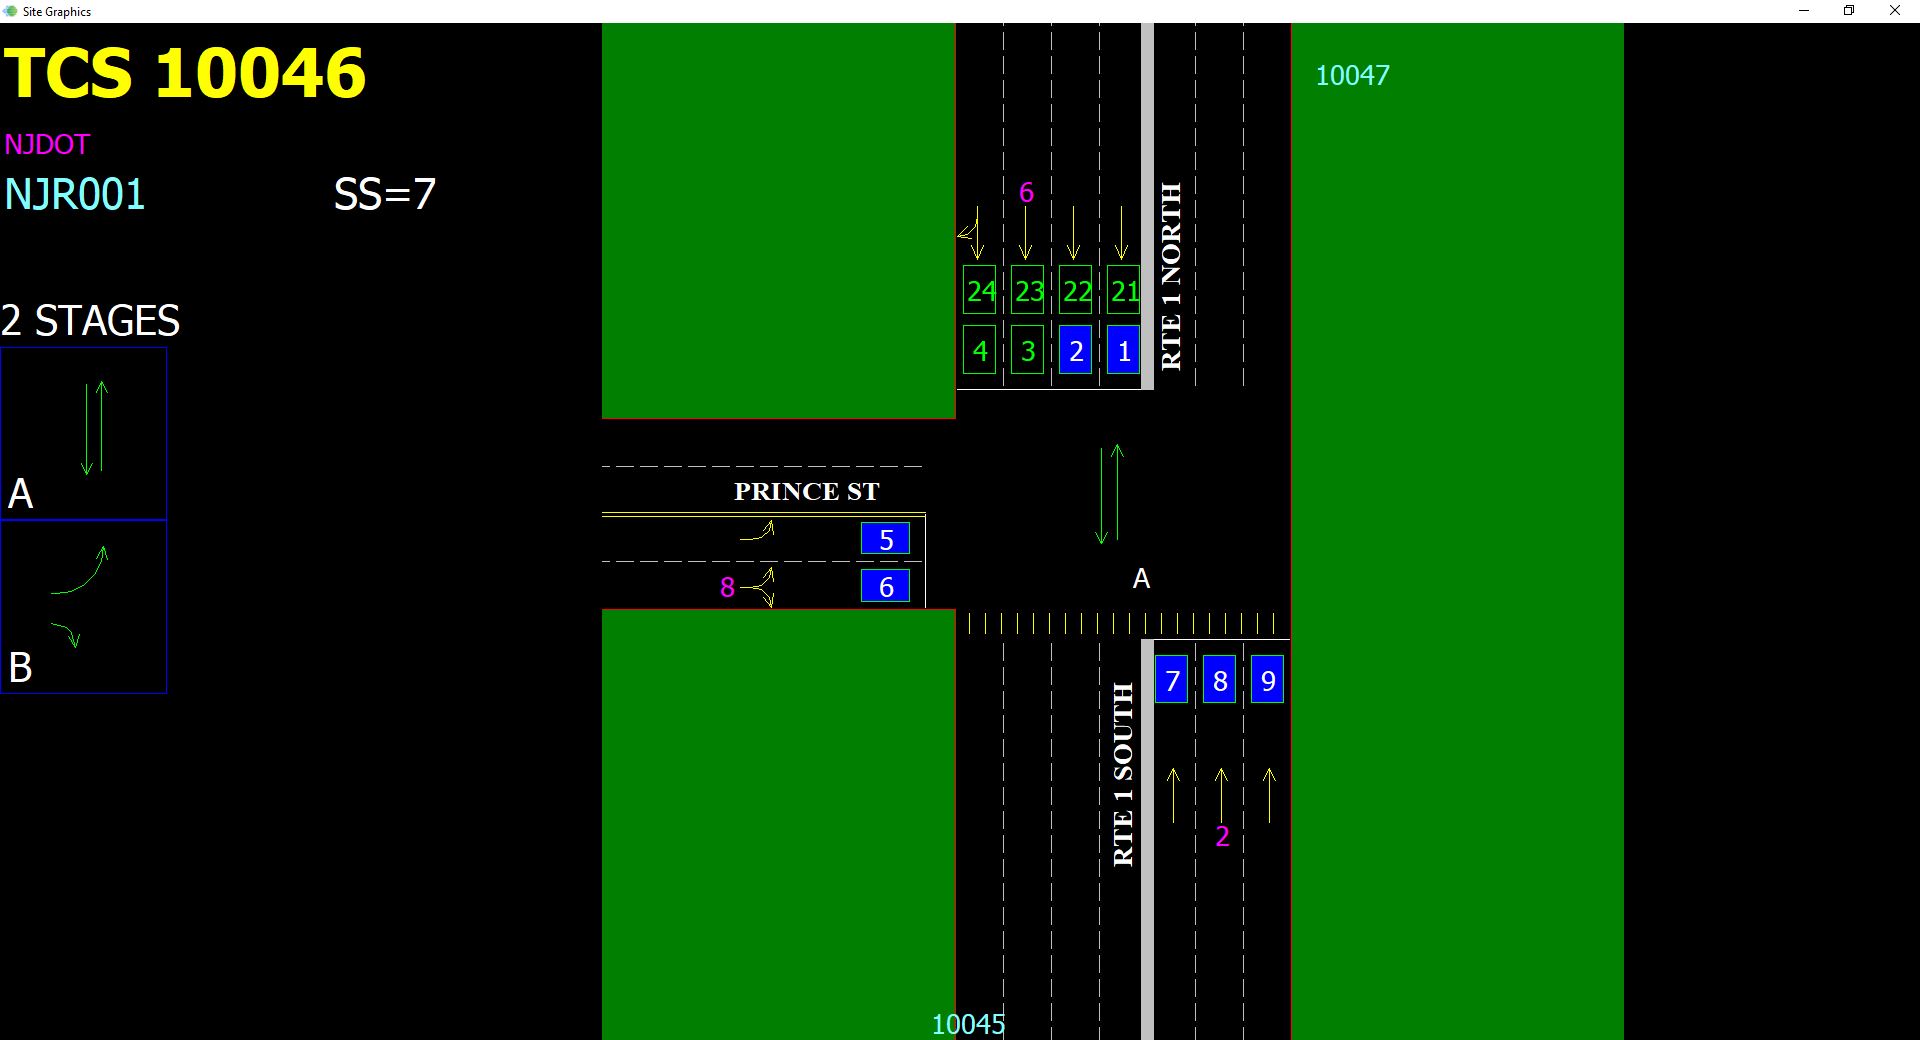 Site Graphics
TCS 10046
10047
NJDOT
NJR001
SS=7
6
RTE 1 NORTH
24 23 22 21
4 3 2 1
2 STAGES
A
B
PRINCE ST
5
8 6
A
7 8 9
RTE 1 SOUTH
2
10045